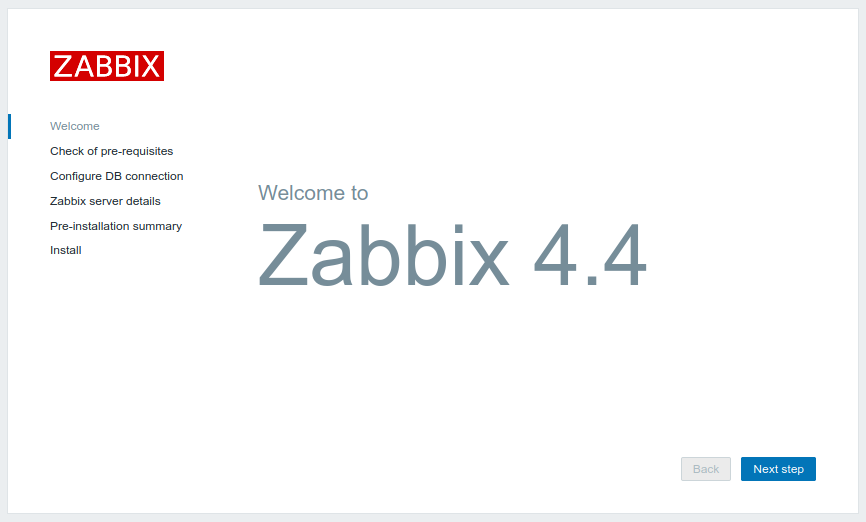 ZABBIX
Welcome
Check of pre-requisites
Configure DB connection
Zabbix server details
Pre-installation summary
Install
Welcome to
Zabbix 4.4
Back
Next step